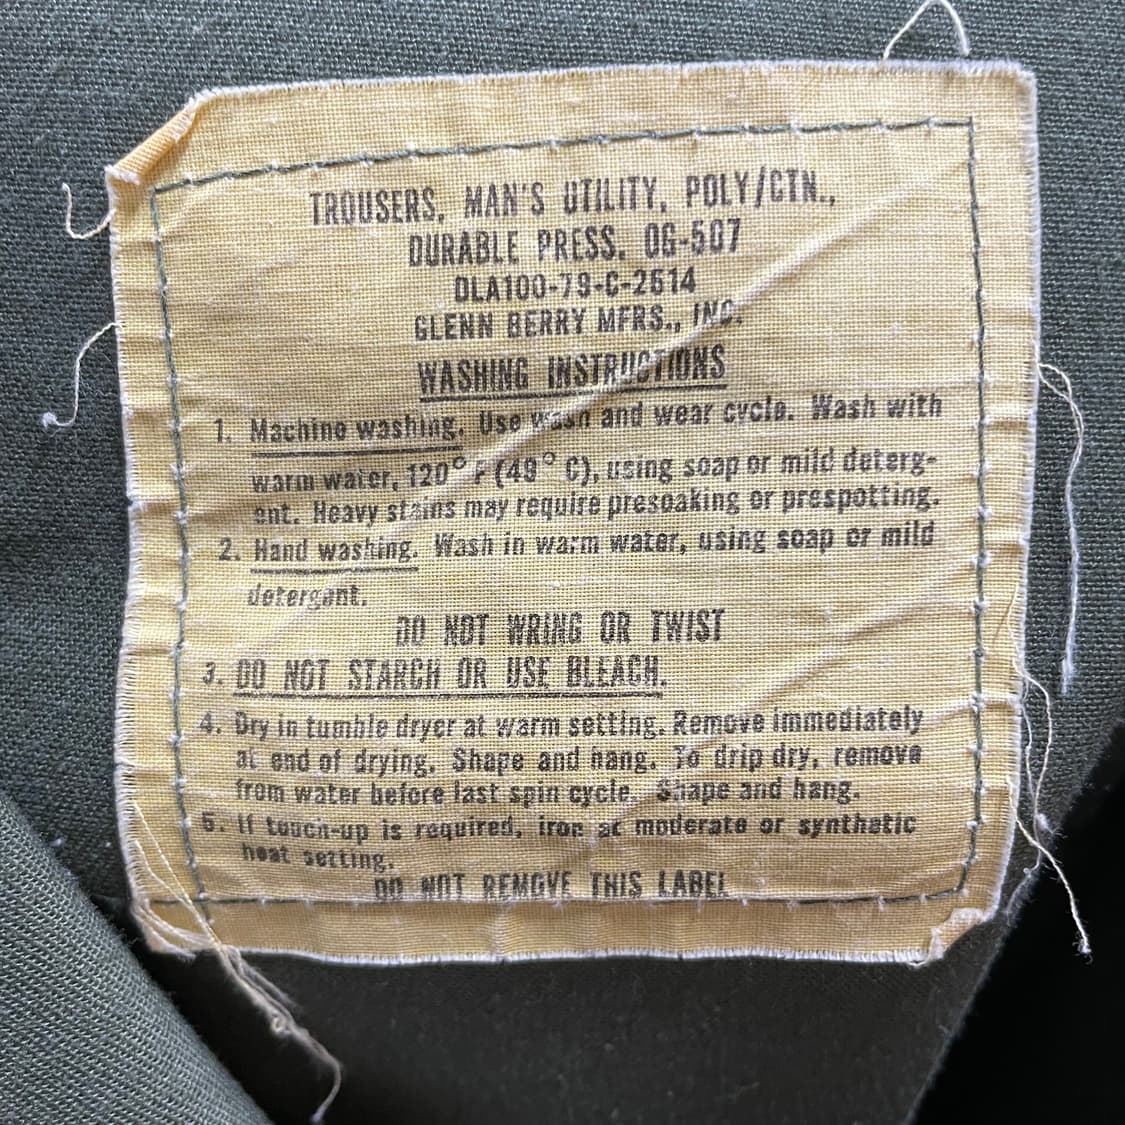 TROUSERS, MAN'S UTILITY, POLY/CTN.,
DURABLE PRESS. OG-507
DLA100-79-C-2614
GLENN BERRY MFRS., INC.
WASHING INSTRUCTIONS
1. Machine washing. Use wash and wear cycle. Wash with
warm water, 120° F (49° C), using soap or mild deterg-
ent. Heavy stains may require presoaking or prespotting.
2. Hand washing. Wash in warm water, using soap or mild
detergent.
DO NOT WRING OR TWIST
3. DO NOT STARCH OR USE BLEACH.
4. Dry in tumble dryer at warm setting. Remove immediately
at end of drying. Shape and hang. To drip dry, remove
from water before last spin cycle. Shape and hang.
5. If touch-up is required, iron at moderate or synthetic
heat setting.
DO NOT REMOVE THIS LABEL